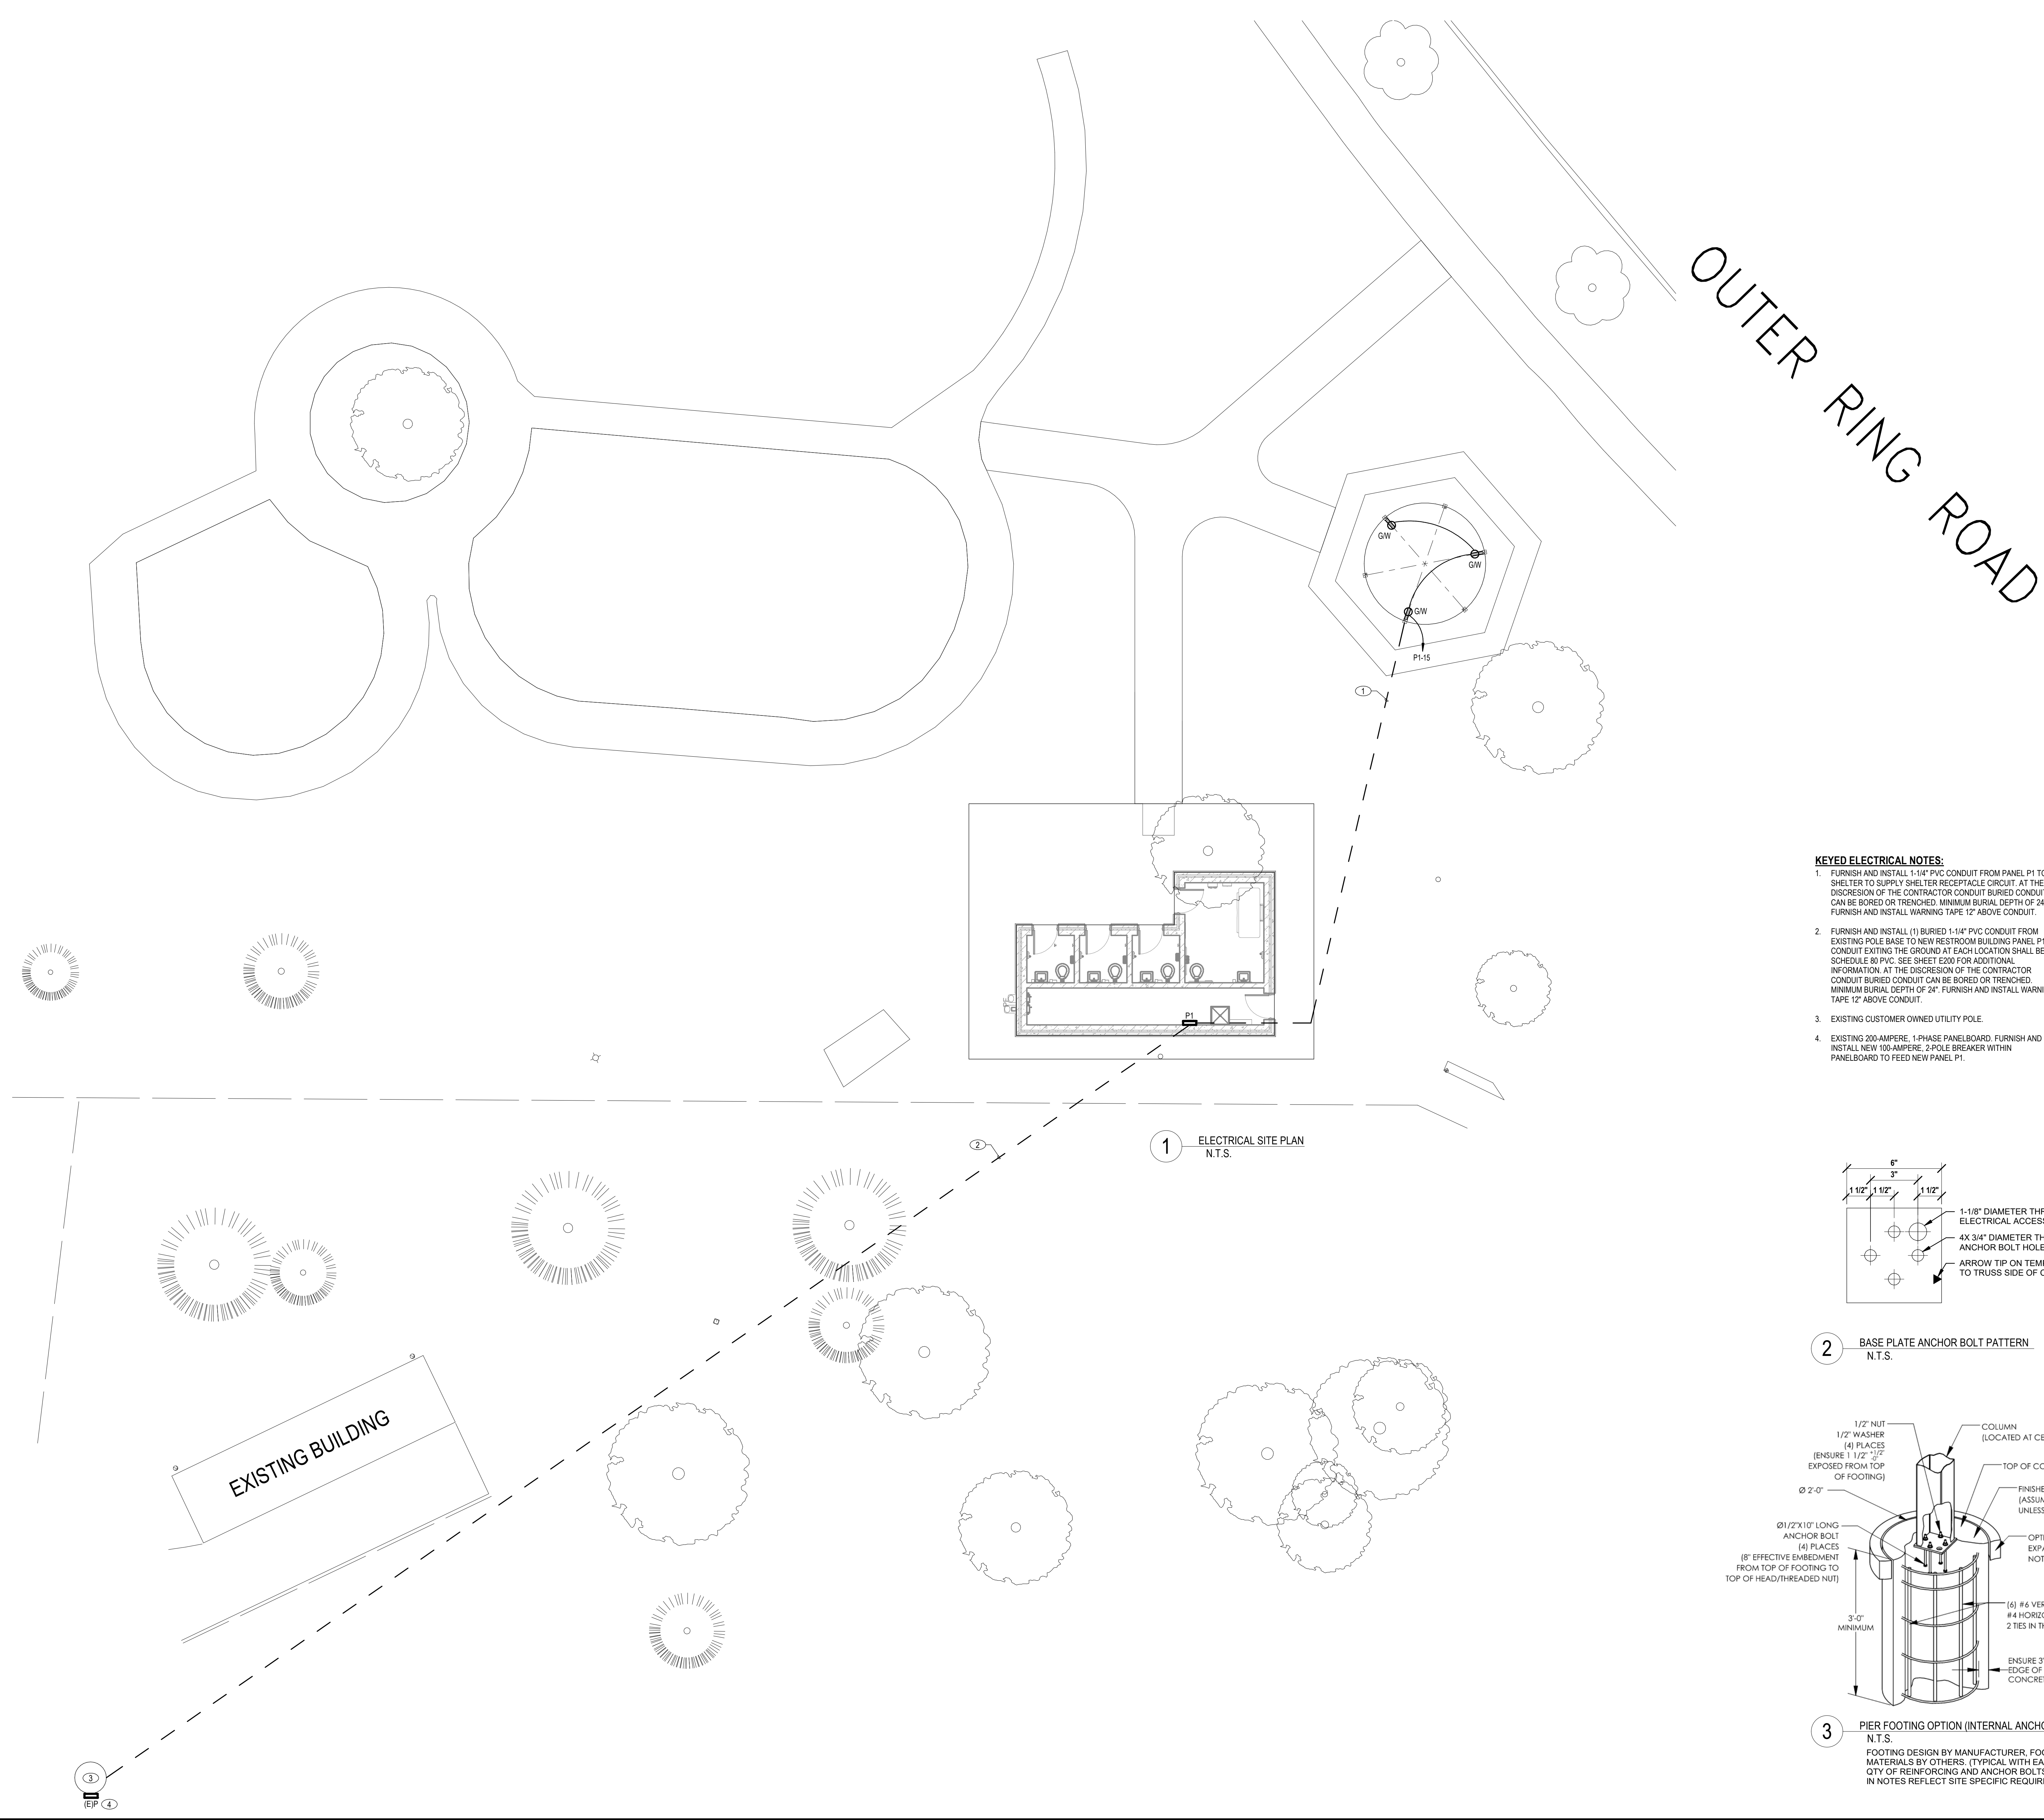 OUTER RING ROAD
G/W
G/W
G/W
P1-15
1
P1
2
1
ELECTRICAL SITE PLAN
N.T.S.
EXISTING BUILDING
3
(E)P 4
KEYED ELECTRICAL NOTES:
1. FURNISH AND INSTALL 1-1/4" PVC CONDUIT FROM PANEL P1 TO
SHELTER TO SUPPLY SHELTER RECEPTACLE CIRCUIT. AT THE
DISCRESION OF THE CONTRACTOR CONDUIT BURIED CONDUIT
CAN BE BORED OR TRENCHED. MINIMUM BURIAL DEPTH OF 24
FURNISH AND INSTALL WARNING TAPE 12" ABOVE CONDUIT.
2. FURNISH AND INSTALL (1) BURIED 1-1/4" PVC CONDUIT FROM
EXISTING POLE BASE TO NEW RESTROOM BUILDING PANEL P1
CONDUIT EXITING THE GROUND AT EACH LOCATION SHALL BE
SCHEDULE 80 PVC. SEE SHEET E200 FOR ADDITIONAL
INFORMATION. AT THE DISCRESION OF THE CONTRACTOR
CONDUIT BURIED CONDUIT CAN BE BORED OR TRENCHED.
MINIMUM BURIAL DEPTH OF 24". FURNISH AND INSTALL WARNI
TAPE 12" ABOVE CONDUIT.
3. EXISTING CUSTOMER OWNED UTILITY POLE.
4. EXISTING 200-AMPERE, 1-PHASE PANELBOARD. FURNISH AND
INSTALL NEW 100-AMPERE, 2-POLE BREAKER WITHIN
PANELBOARD TO FEED NEW PANEL P1.
6"
3"
1 1/2" 1 1/2" 1 1/2"
1-1/8" DIAMETER THR
ELECTRICAL ACCESS
4X 3/4" DIAMETER TH
ANCHOR BOLT HOLE
ARROW TIP ON TEM
TO TRUSS SIDE OF C
2
BASE PLATE ANCHOR BOLT PATTERN
N.T.S.
1/2" NUT
1/2" WASHER
(4) PLACES
(ENSURE 1 1/2" +1/2" -0"
EXPOSED FROM TOP
OF FOOTING)
Ø 2'-0"
Ø1/2"X10" LONG
ANCHOR BOLT
(4) PLACES
(8" EFFECTIVE EMBEDMENT
FROM TOP OF FOOTING TO
TOP OF HEAD/THREADED NUT)
3'-0"
MINIMUM
COLUMN
(LOCATED AT CE
TOP OF CO
FINISHE
(ASSUM
UNLESS
OPTI
EXPA
NOT
(6) #6 VER
#4 HORIZO
2 TIES IN TH
ENSURE 3"
EDGE OF
CONCRE
3
PIER FOOTING OPTION (INTERNAL ANCHO
N.T.S.
FOOTING DESIGN BY MANUFACTURER, FOO
MATERIALS BY OTHERS. (TYPICAL WITH EA
QTY OF REINFORCING AND ANCHOR BOLTS
IN NOTES REFLECT SITE SPECIFIC REQUIRE